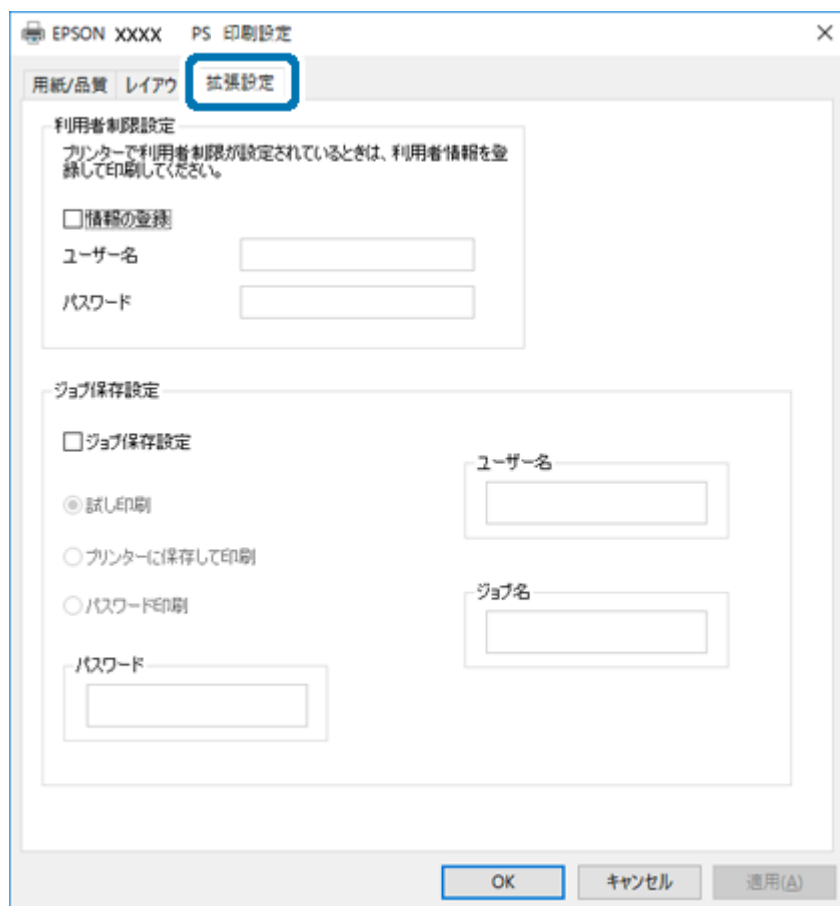 EPSON XXXX PS 印刷設定
用紙/品質 レイアウ 拡張設定
利用者制限設定
プリンターで利用者制限が設定されているときは、利用者情報を登
録して印刷してください。
情報の登録
ユーザー名
パスワード
ジョブ保存設定
ジョブ保存設定
ユーザー名
試し印刷
プリンターに保存して印刷
ジョブ名
パスワード印刷
パスワード
OK キャンセル 適用(A)